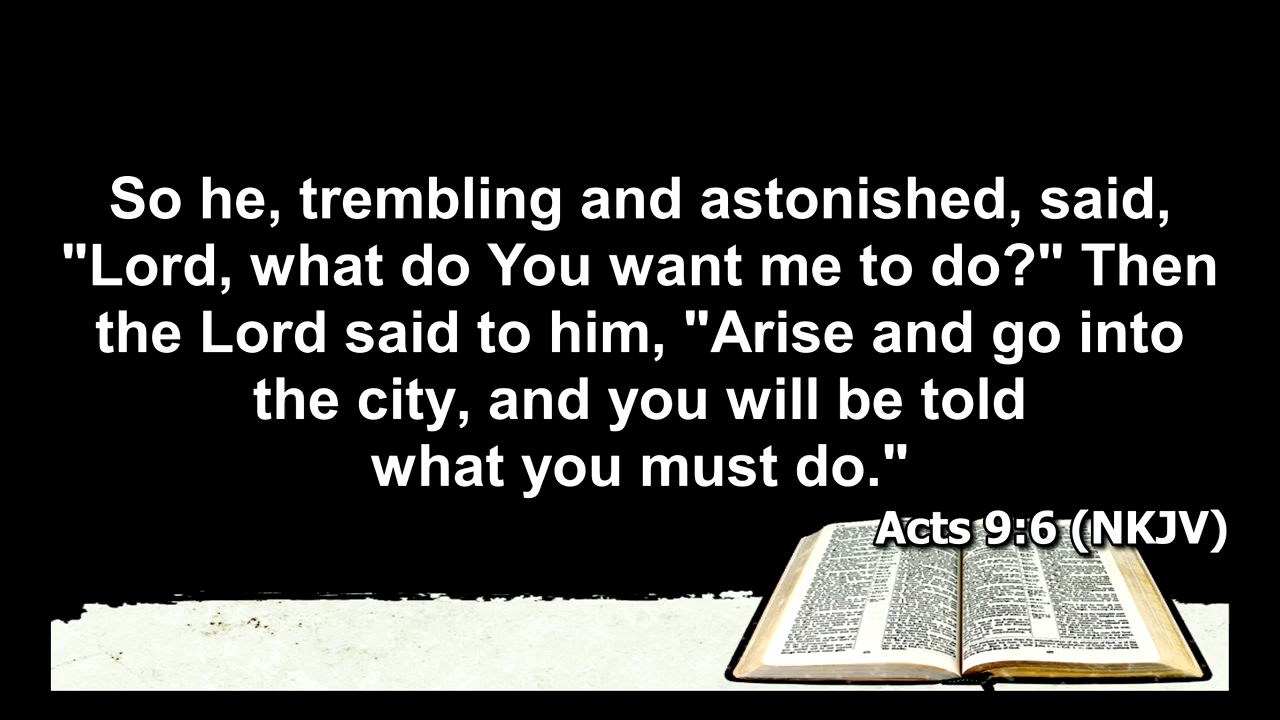 So he, trembling and astonished, said,
"Lord, what do You want me to do?" Then
the Lord said to him, "Arise and go into
the city, and you will be told
what you must do."
Acts 9:6 (NKJV)